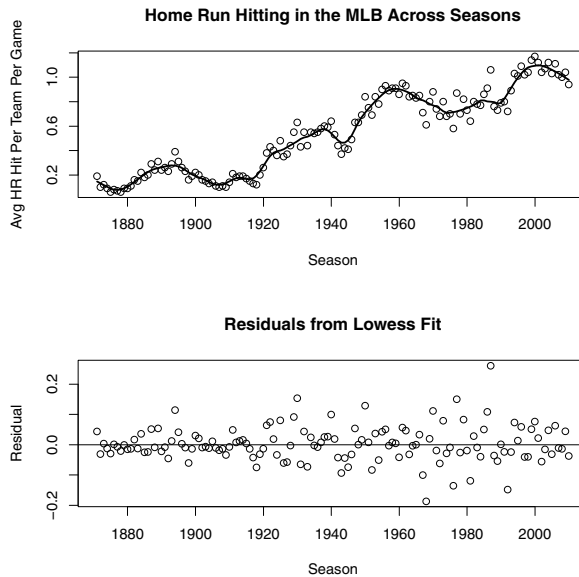 Home Run Hitting in the MLB Across Seasons
Avg HR Hit Per Team Per Game
1.0
0.6
0.2
1880 1900 1920 1940 1960 1980 2000
Season
Residuals from Lowess Fit
Residual
0.2
0.0
−0.2
1880 1900 1920 1940 1960 1980 2000
Season